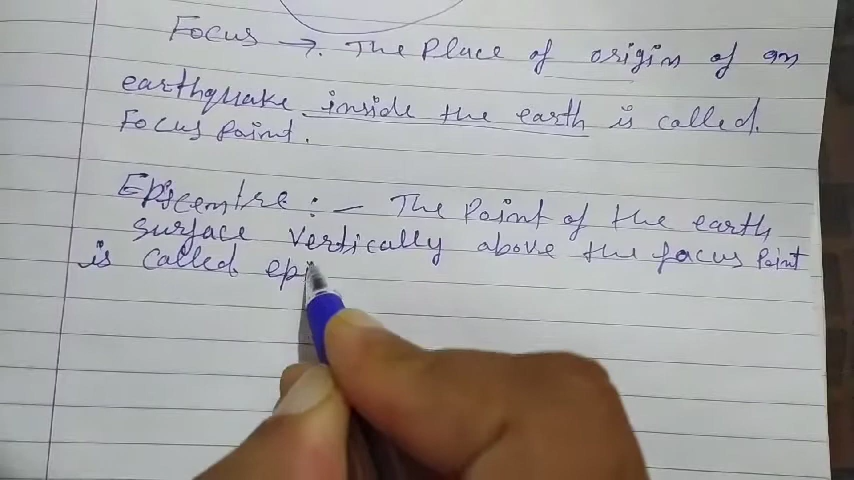 Focus → The Place of origin of an
earthquake inside the earth is called
Focus Point.
Epicentre :- The Point of the earth
surface vertically above the focus Point
is called epi